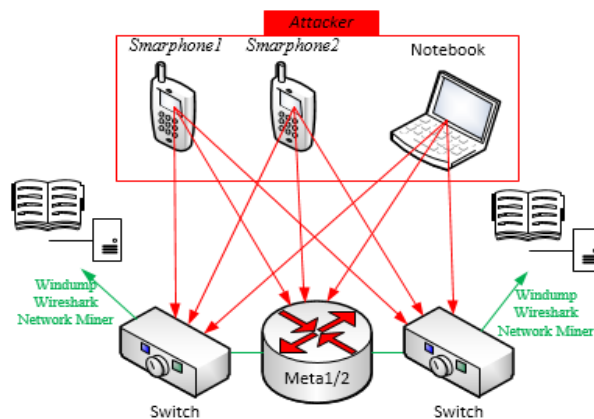 Attacker
Smarphone1
Smarphone2
Notebook
Windump
Wireshark
Network Miner
Windump
Wireshark
Network Miner
Meta1/2
Switch
Switch